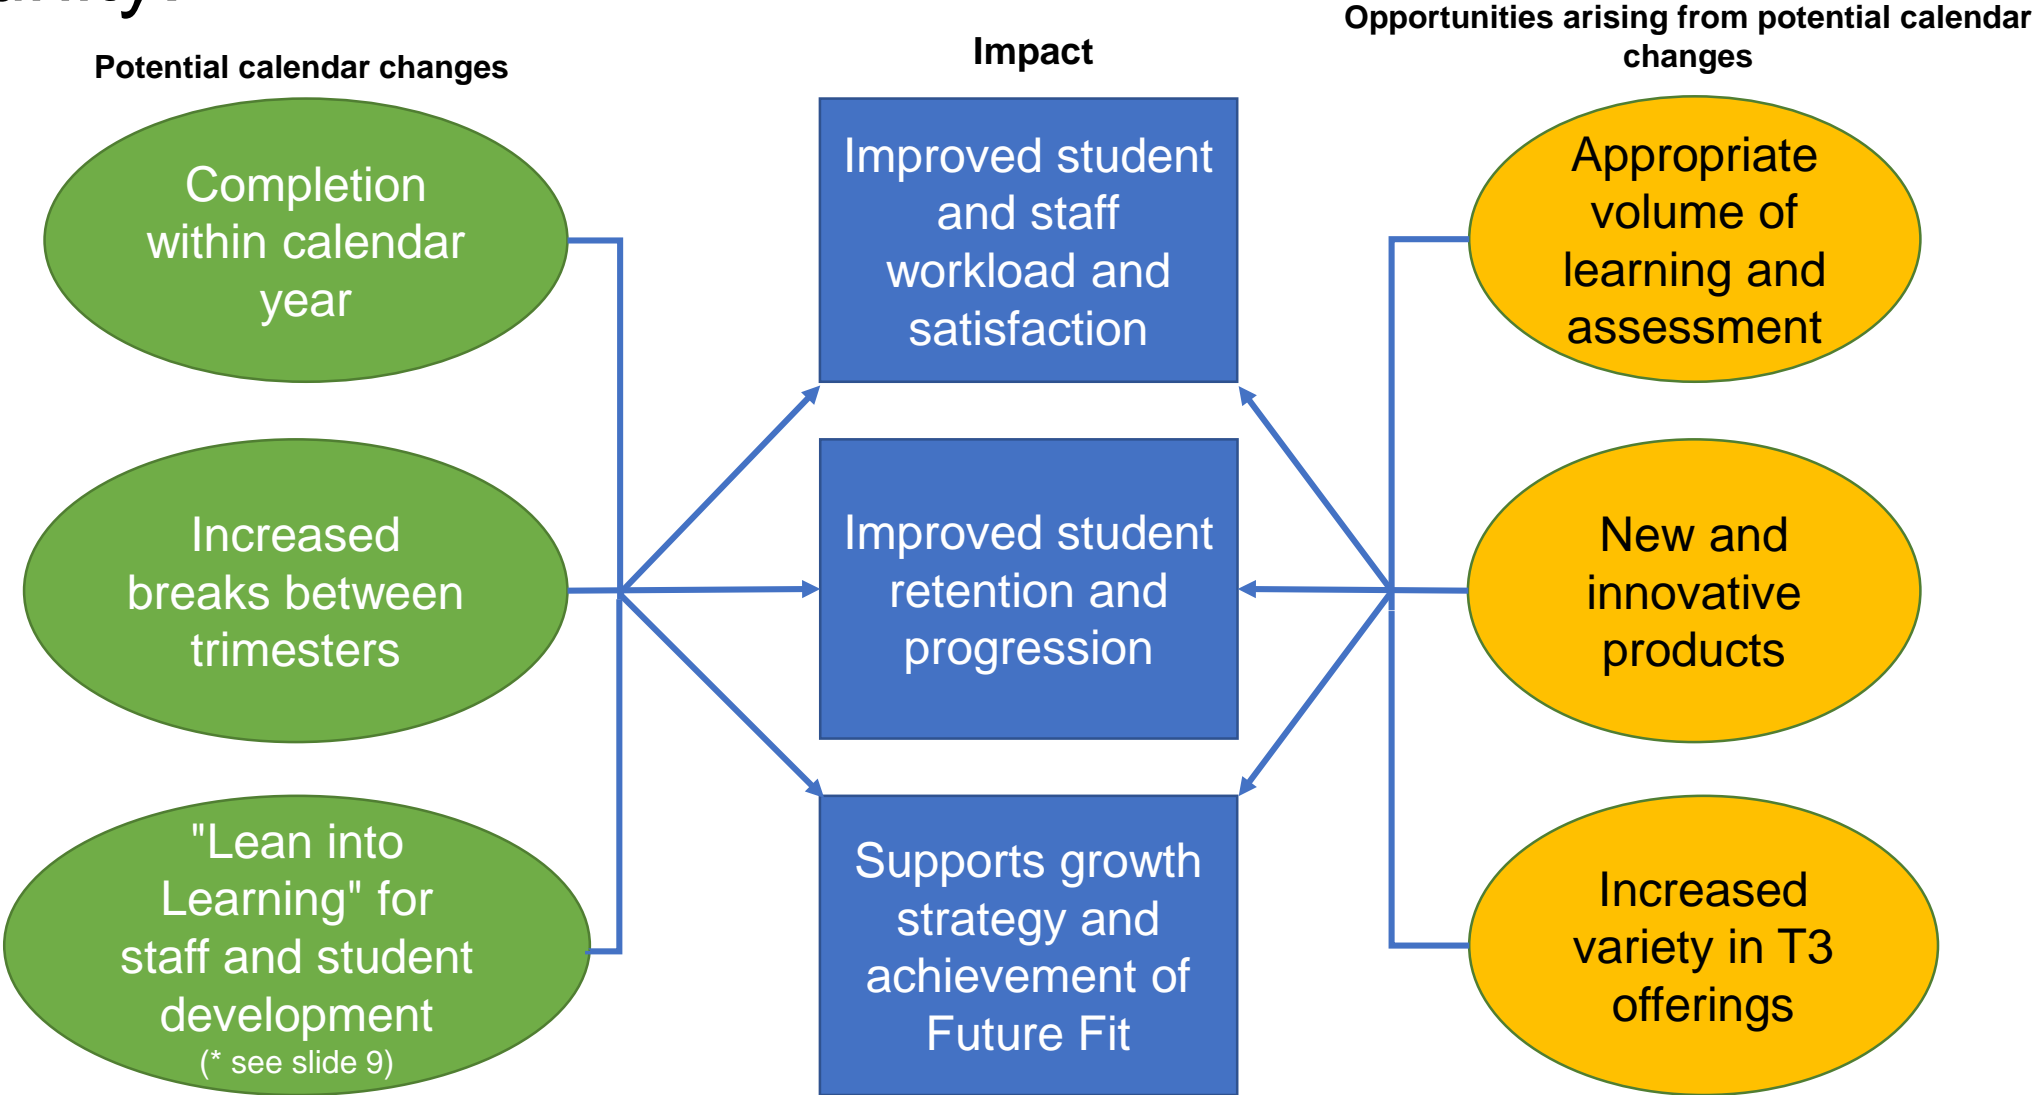 Potential calendar changes
Completion
within calendar
year
Increased
breaks between
trimesters
"Lean into
Learning" for
staff and student
development
(* see slide 9)
Impact
Improved student
and staff
workload and
satisfaction
Improved student
retention and
progression
Supports growth
strategy and
achievement of
Future Fit
Opportunities arising from potential calendar
changes
Appropriate
volume of
learning and
assessment
New and
innovative
products
Increased
variety in T3
offerings